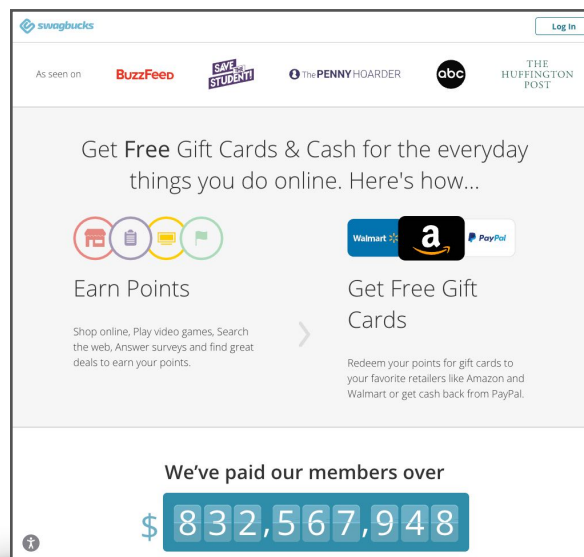 swagbucks
Log In
As seen on
BuzzFeed
SAVE THE STUDENT!
The PENNY HOARDER
abc
THE
HUFFINGTON
POST
Get Free Gift Cards & Cash for the everyday
things you do online. Here's how...
Walmart
a
PayPal
Earn Points
Shop online, Play video games, Search
the web, Answer surveys and find great
deals to earn your points.
Get Free Gift
Cards
Redeem your points for gift cards to
your favorite retailers like Amazon and
Walmart or get cash back from PayPal.
We've paid our members over
$ 832,567,948